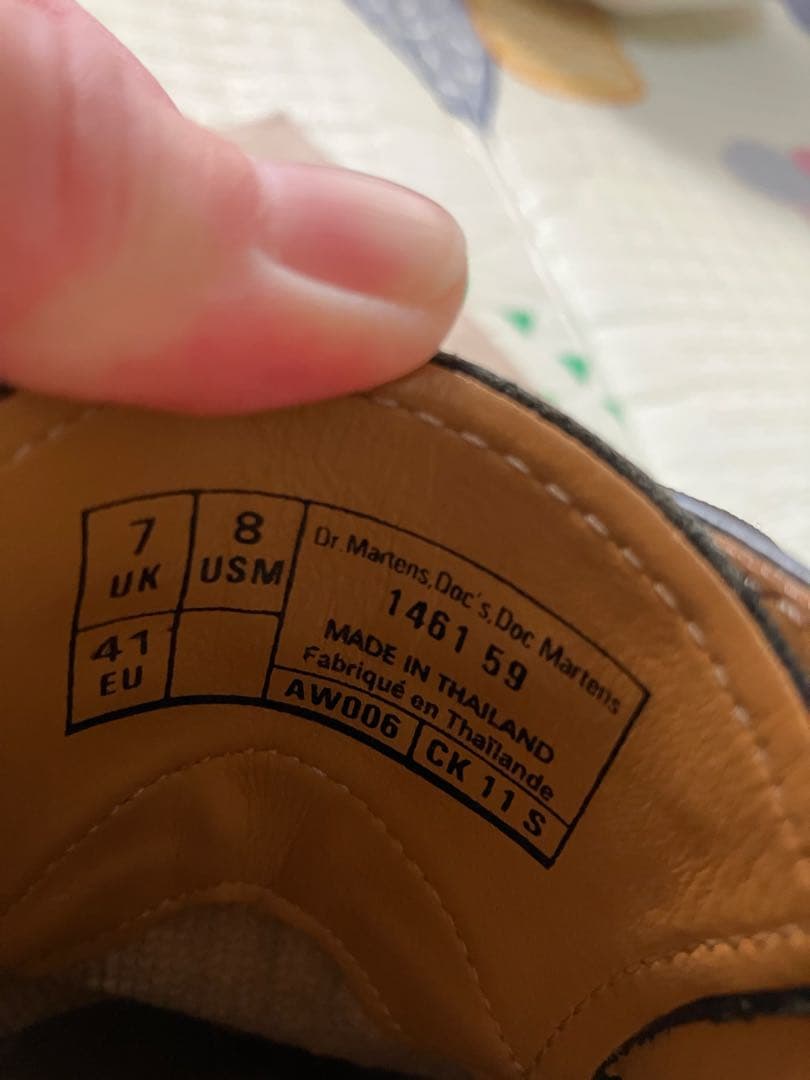 7
UK
8
USM
41
EU
Dr. Martens, Doc's, Doc Martens
1461 59
MADE IN THAILAND
Fabriqué en Thaïlande
AW006
CK 11 S